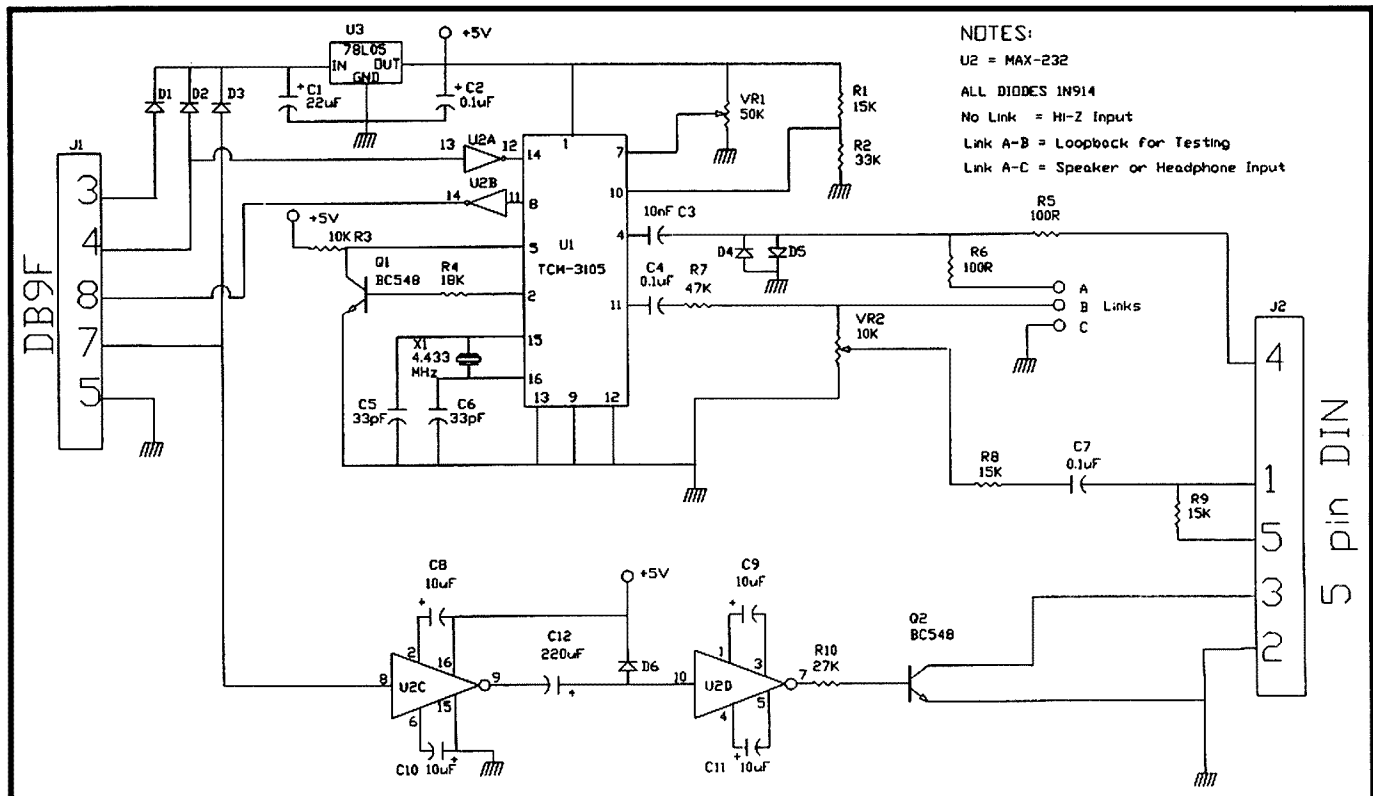 NOTES:
U2 = MAX-232
ALL DIODES 1N914
No Link = Hi-Z Input
Link A-B = Loopback for Testing
Link A-C = Speaker or Headphone Input
U3
78L05
IN OUT
GND
+5V
+ C1
22uF
+ C2
0.1uF
D1
D2
D3
VR1
50K
R1
15K
R2
33K
J1
DB9F
3
4
8
7
5
13 U2A 12
14 U2B 11
+5V
10K R3
Q1
BC548
R4
18K
X1
4.433
MHz
C5
33pF
C6
33pF
U1
TCM-3105
1
14
8
5
2
15
16
13 9 12
7
10
4
11
10nF C3
D4
D5
C4
0.1uF
R7
47K
R5
100R
R6
100R
A
B Links
C
VR2
10K
R8
15K
C7
0.1uF
R9
15K
J2
5 pin DIN
4
1
5
3
2
C8
10uF
+
2
16
8 U2C 9
6
15
C10 10uF +
C12
220uF
+
+5V
D6
C9
10uF
+
1
3
10 U2D 7
4
5
+
C11 10uF
R10
27K
Q2
BC548